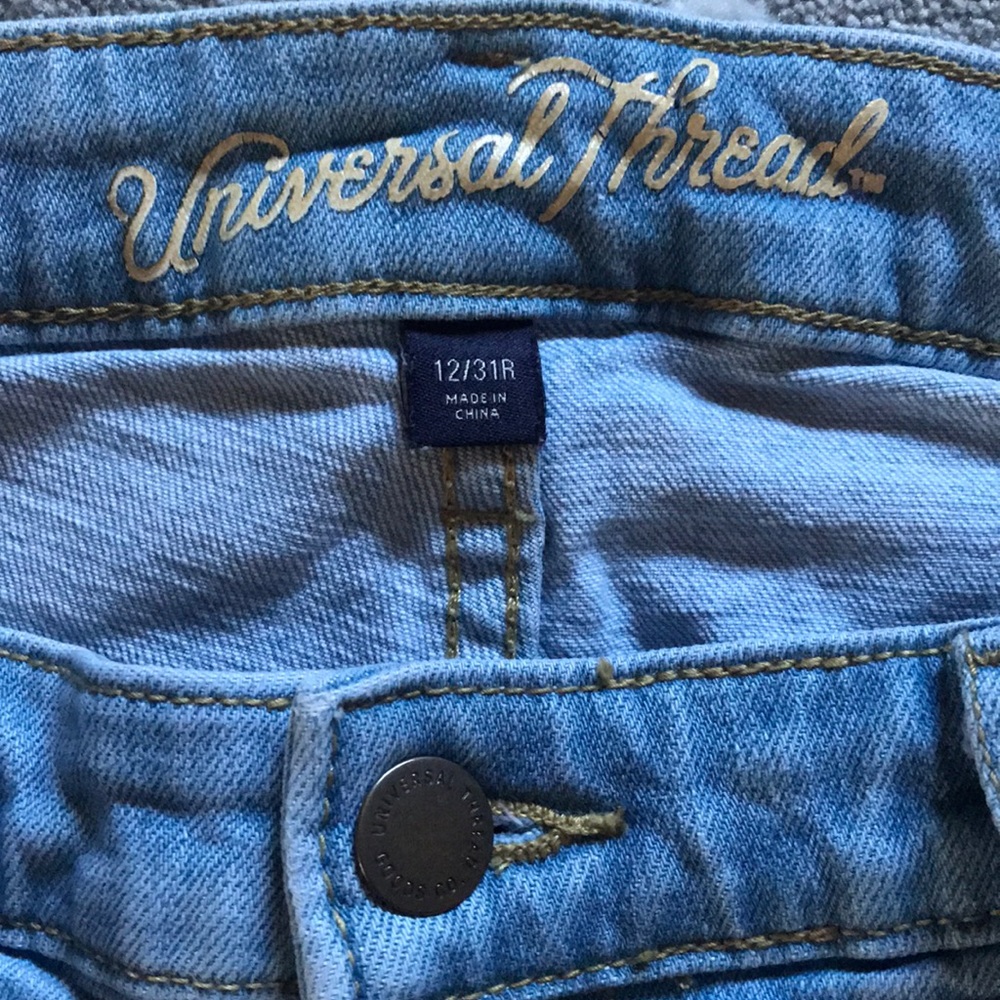 Universal Thread™
12/31R
MADE IN
CHINA
UNIVERSAL THREAD
GOODS CO.